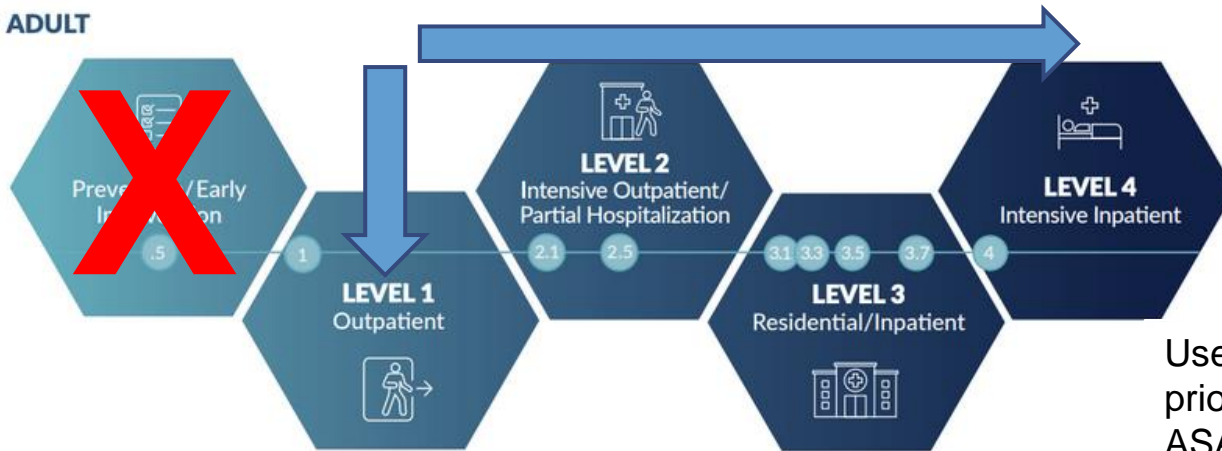 ADULT
LEVEL 2
Intensive Outpatient/
Partial Hospitalization
LEVEL 4
Intensive Inpatient
/Early
.5
1
2.1
2.5
3.1
3.3
3.5
3.7
4
LEVEL 1
Outpatient
LEVEL 3
Residential/Inpatient